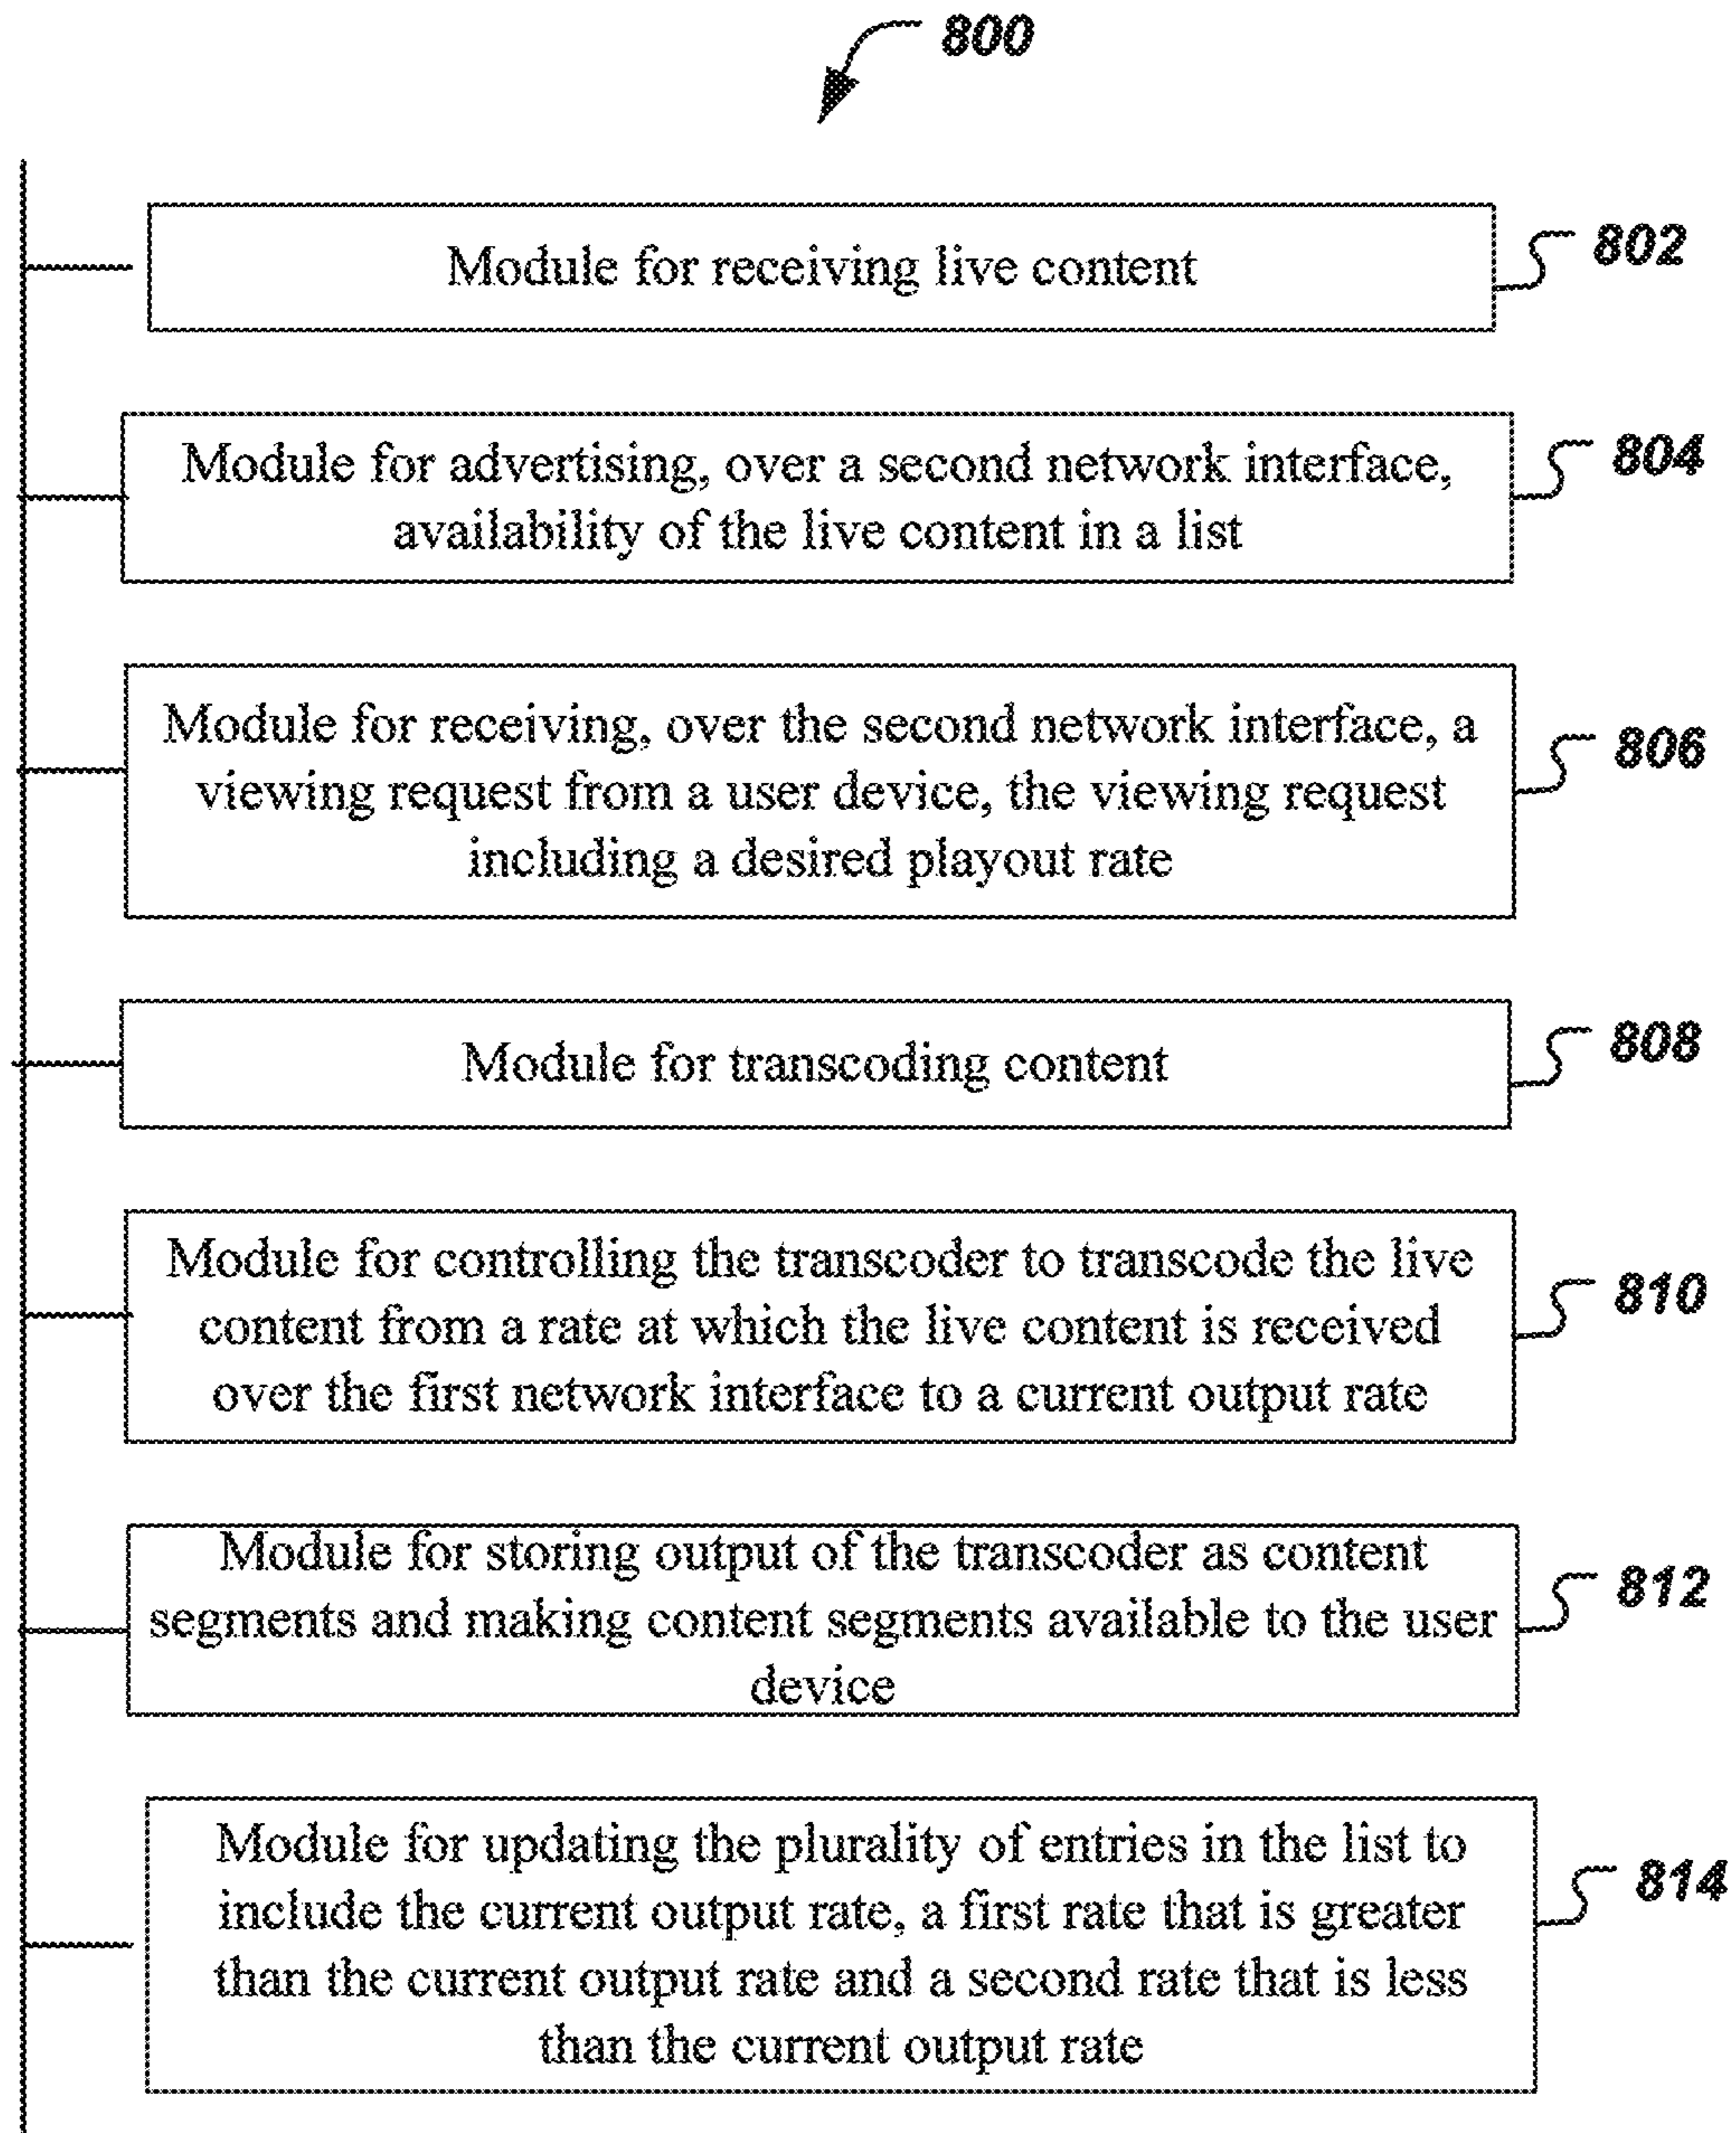 800
Module for receiving live content
802
Module for advertising, over a second network interface,
availability of the live content in a list
804
Module for receiving, over the second network interface, a
viewing request from a user device, the viewing request
including a desired playout rate
806
Module for transcoding content
808
Module for controlling the transcoder to transcode the live
content from a rate at which the live content is received
over the first network interface to a current output rate
810
Module for storing output of the transcoder as content
segments and making content segments available to the user
device
812
Module for updating the plurality of entries in the list to
include the current output rate, a first rate that is greater
than the current output rate and a second rate that is less
than the current output rate
814